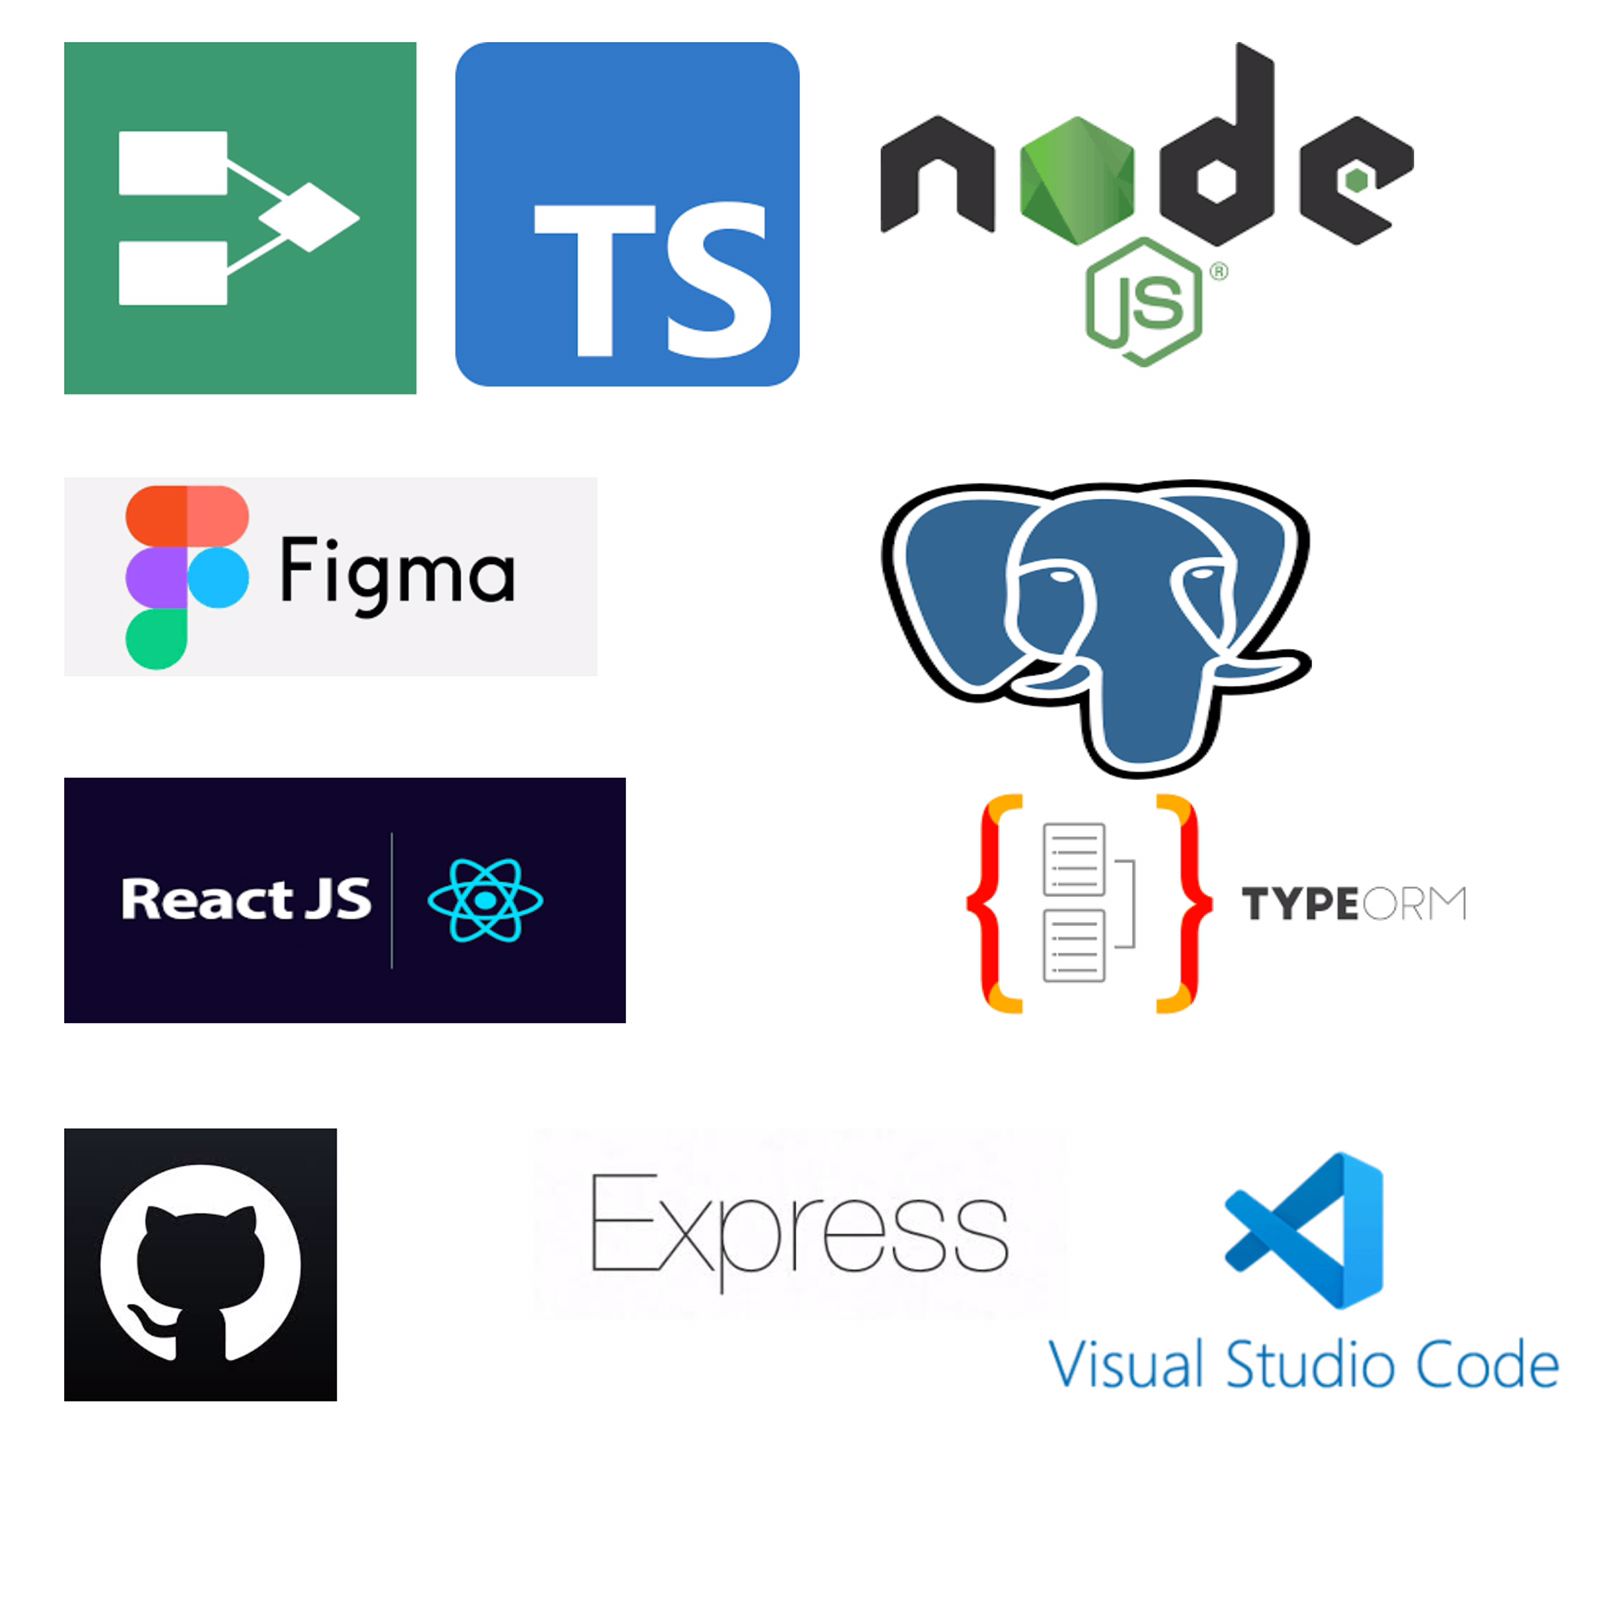 TS
node
JS ®
Figma
React JS
TYPEORM
Express
Visual Studio Code